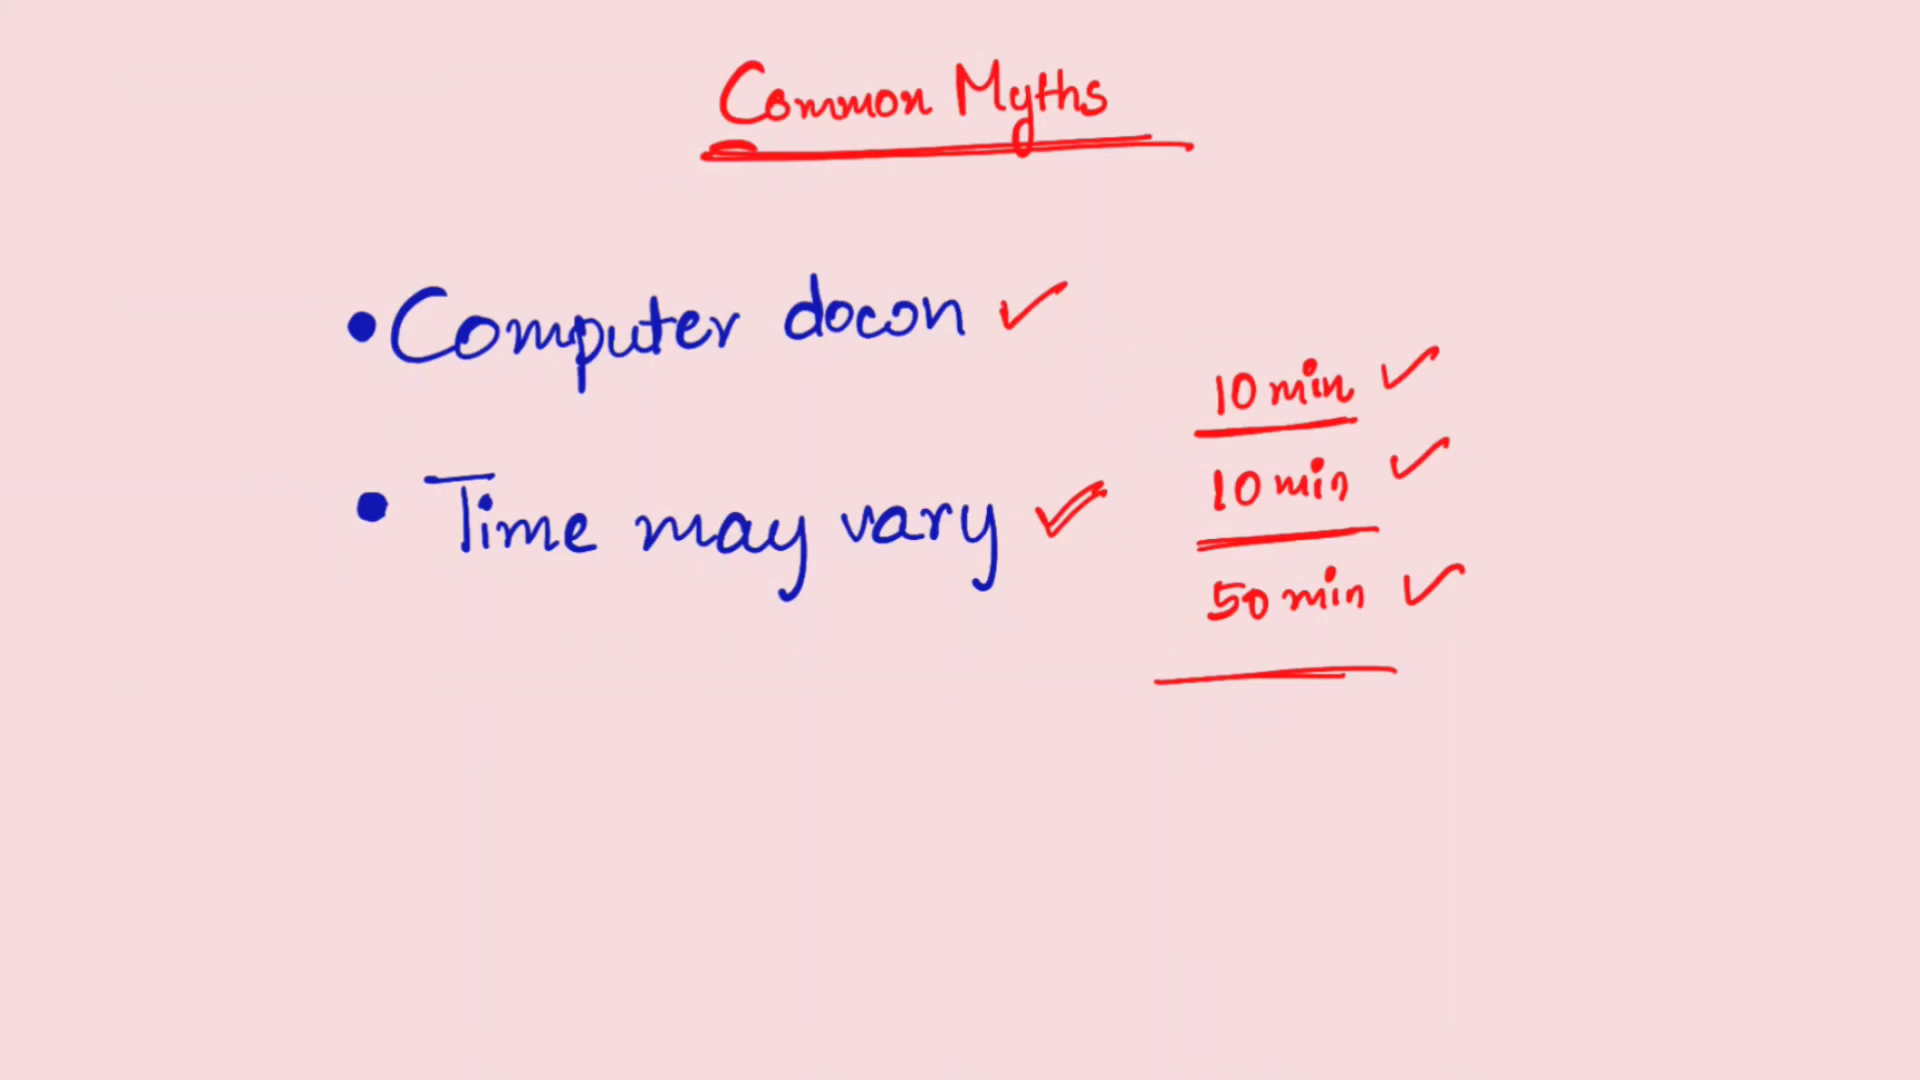 Common Myths
• Computer docon ✓
• Time may vary ✓
10 min ✓
10 min ✓
50 min ✓